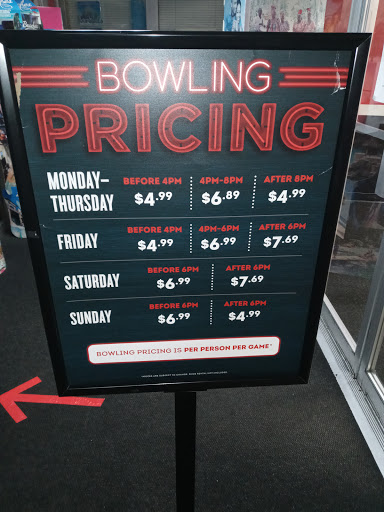 BOWLING
PRICING
MONDAY–
THURSDAY
BEFORE 4PM
$4.99
4PM-8PM
$6.89
AFTER 8PM
$4.99
FRIDAY
BEFORE 4PM
$4.99
4PM-6PM
$6.99
AFTER 6PM
$7.69
SATURDAY
BEFORE 6PM
$6.99
AFTER 6PM
$7.69
SUNDAY
BEFORE 6PM
$6.99
AFTER 6PM
$4.99
BOWLING PRICING IS PER PERSON PER GAME*